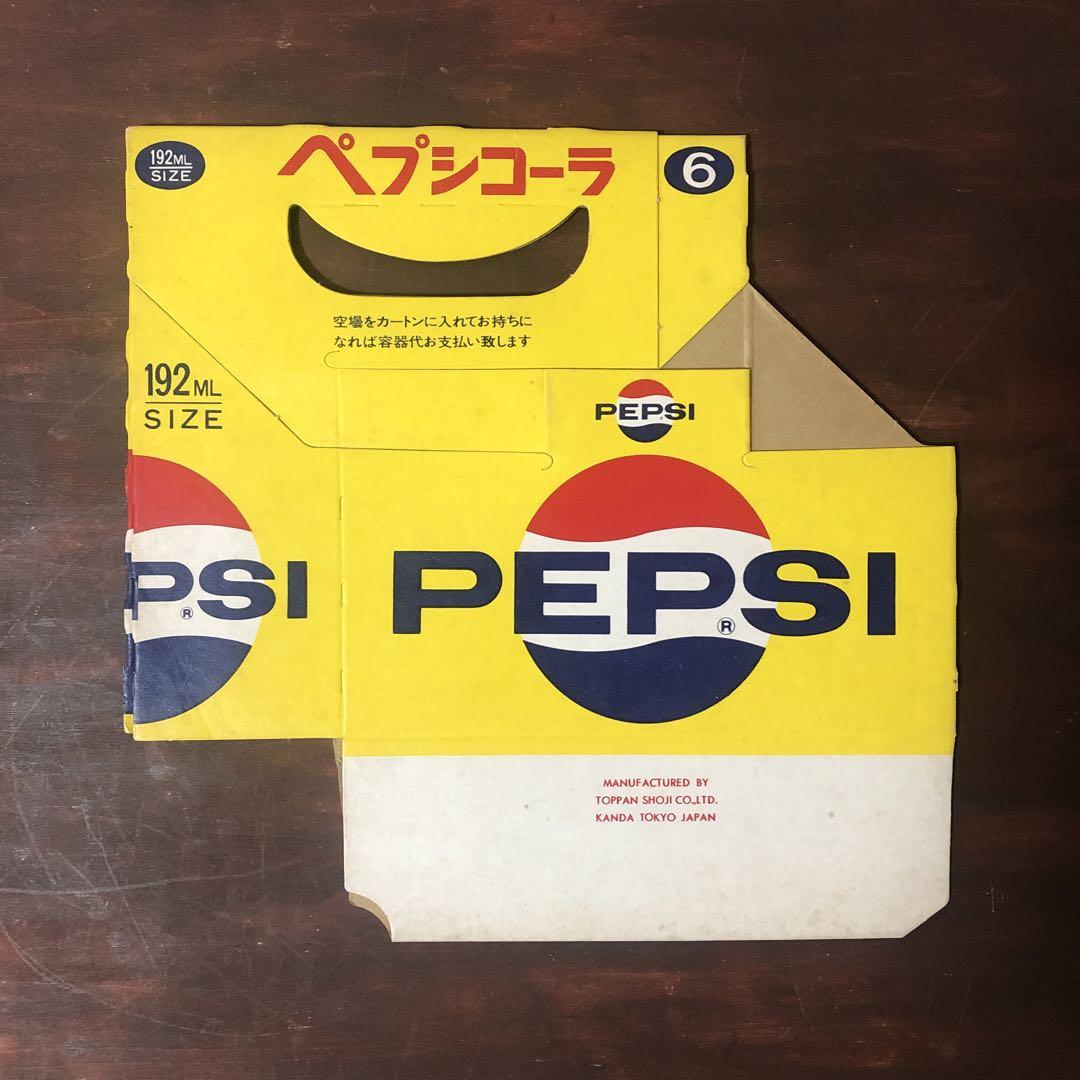 192ML
SIZE
ペプシコーラ
6
空壜をカートンに入れてお持ちに
なれば容器代お支払い致します
192 ML
SIZE
PEPSI
PSI
®
PEPSI
®
MANUFACTURED BY
TOPPAN SHOJI CO.,LTD.
KANDA TOKYO JAPAN